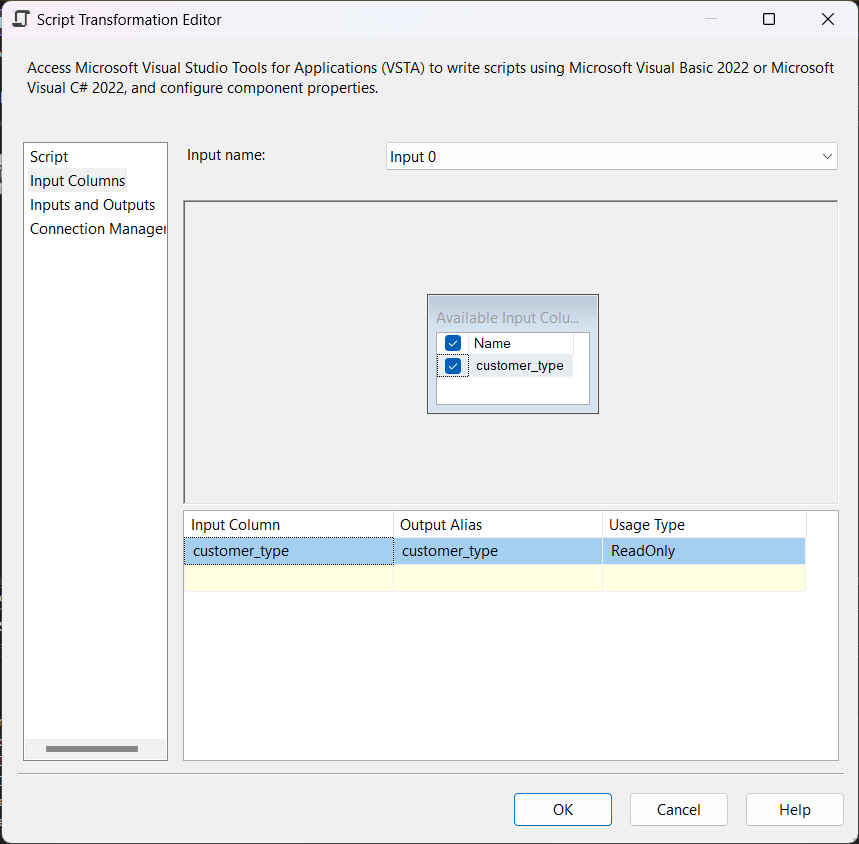 Script Transformation Editor
Access Microsoft Visual Studio Tools for Applications (VSTA) to write scripts using Microsoft Visual Basic 2022 or Microsoft
Visual C# 2022, and configure component properties.
Script
Input Columns
Inputs and Outputs
Connection Manager
Input name:
Input 0
Available Input Colu...
Name
customer_type
Input Column Output Alias Usage Type
customer_type customer_type ReadOnly
OK Cancel Help